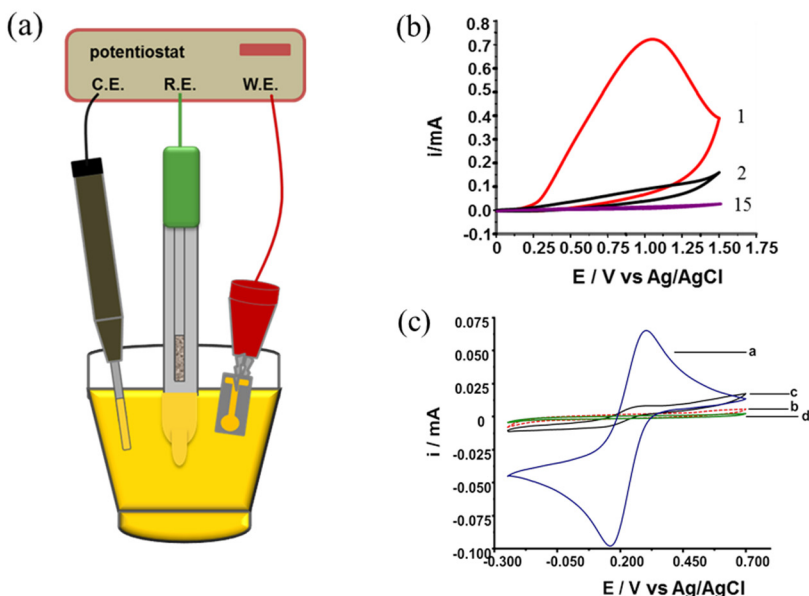 (a)
potentiostat
C.E. R.E. W.E.
(b)
i/mA
0.8
0.7
0.6
0.5
0.4
0.3
0.2
0.1
0.0
-0.1
1
2
15
0 0.25 0.50 0.75 1.00 1.25 1.50 1.75
E / V vs Ag/AgCl
(c)
i / mA
0.075
0.050
0.025
0
-0.025
-0.050
-0.075
-0.100
a
c
b
d
-0.300 -0.050 0.200 0.450 0.700
E / V vs Ag/AgCl